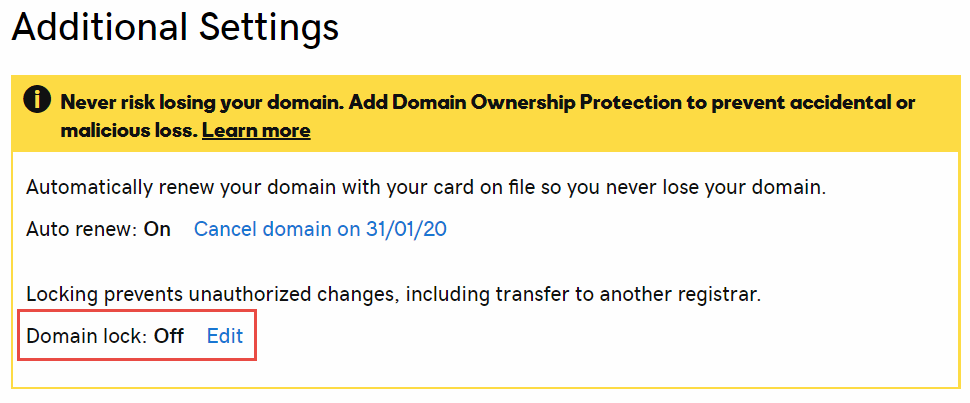 Additional Settings
Never risk losing your domain. Add Domain Ownership Protection to prevent accidental or
malicious loss. Learn more
Automatically renew your domain with your card on file so you never lose your domain.
Auto renew: On Cancel domain on 31/01/20
Locking prevents unauthorized changes, including transfer to another registrar.
Domain lock: Off Edit